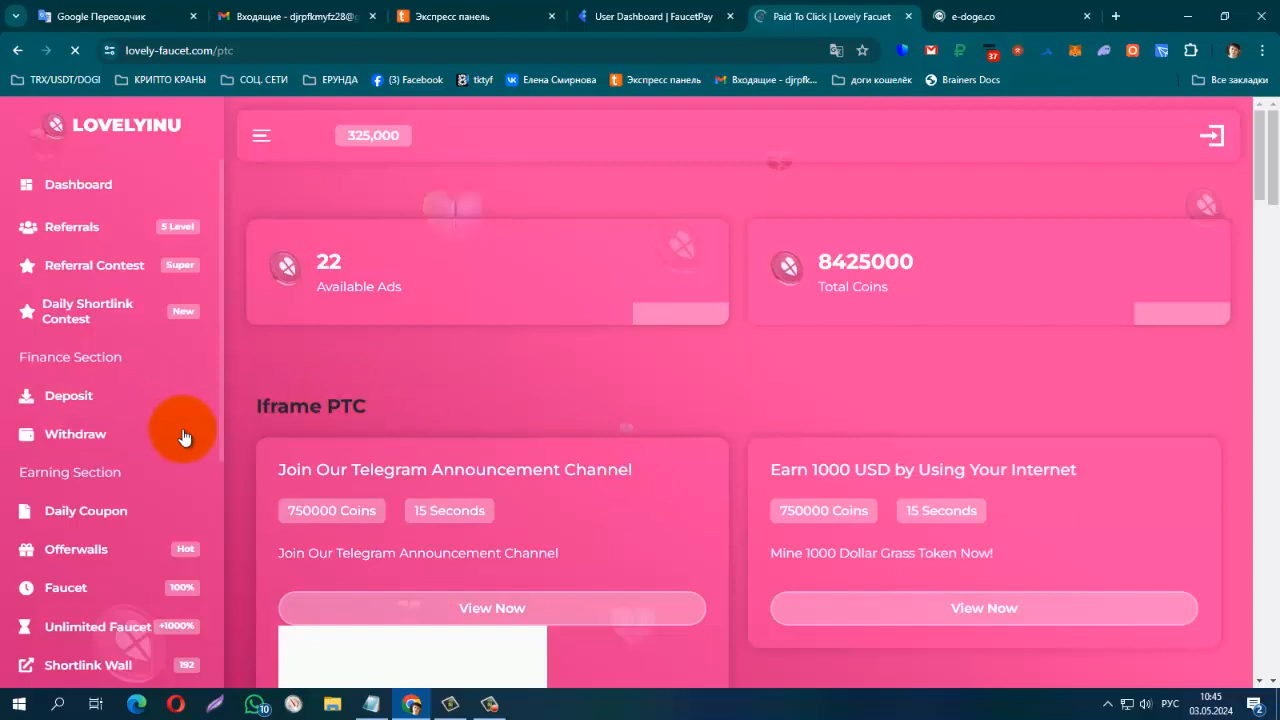 Google Переводчик
Входящие - djrpfkmyfz28@g
Экспресс панель
User Dashboard | FaucetPay
Paid To Click | Lovely Faucet
e-doge.co
lovely-faucet.com/ptc
37
TRX/USDT/DOGI
КРИПТО КРАНЫ
СОЦ. СЕТИ
ЕРУНДА
(3) Facebook
tktyf
Елена Смирнова
Экспресс панель
Входящие - djrpfk...
доги кошелёк
Brainers Docs
Все закладки
LOVELYINU
325,000
Dashboard
Referrals
5 Level
Referral Contest
Super
Daily Shortlink
Contest
New
Finance Section
Deposit
Withdraw
Earning Section
Daily Coupon
Offerwalls
Hot
Faucet
100%
Unlimited Faucet
+1000%
Shortlink Wall
192
22
Available Ads
8425000
Total Coins
Iframe PTC
Join Our Telegram Announcement Channel
750000 Coins
15 Seconds
Join Our Telegram Announcement Channel
View Now
Earn 1000 USD by Using Your Internet
750000 Coins
15 Seconds
Mine 1000 Dollar Grass Token Now!
View Now
10
РУС
10:45
03.05.2024
2